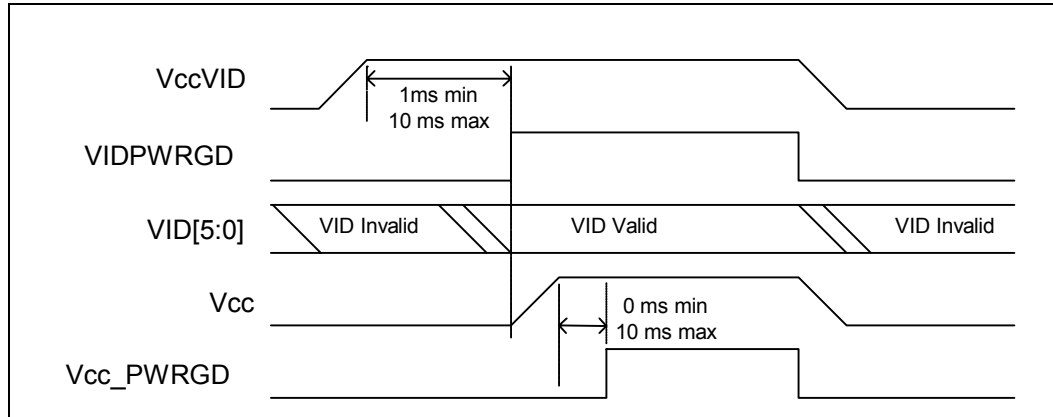 VccVID
1ms min
10 ms max
VIDPWRGD
VID[5:0]
VID Invalid
VID Valid
VID Invalid
Vcc
0 ms min
10 ms max
Vcc_PWRGD